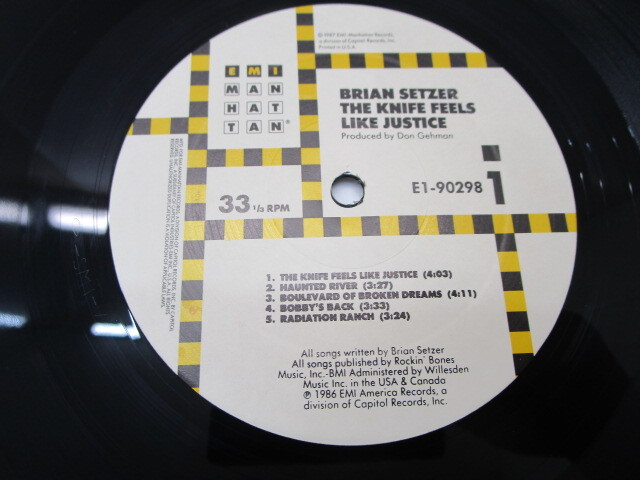 © 1987 EMI Manhattan Records,
a division of Capitol Records, Inc.
Printed in U.S.A.
EMI
MAN
HAT
TAN®
BRIAN SETZER
THE KNIFE FEELS
LIKE JUSTICE
Produced by Don Gehman
33 1/3 RPM
E1-90298
1
1. THE KNIFE FEELS LIKE JUSTICE (4:03)
2. HAUNTED RIVER (3:27)
3. BOULEVARD OF BROKEN DREAMS (4:11)
4. BOBBY'S BACK (3:33)
5. RADIATION RANCH (3:24)
All songs written by Brian Setzer
All songs published by Rockin' Bones
Music, Inc.-BMI Administered by Willesden
Music Inc. in the USA & Canada
℗ 1986 EMI America Records, a
division of Capitol Records, Inc.